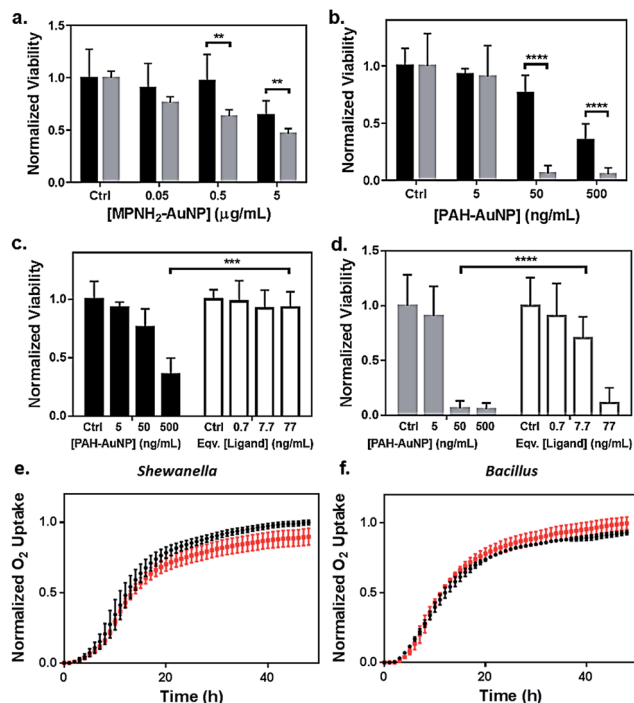 a.
**
**
Normalized Viability
1.5
1.0
0.5
0.0
Ctrl 0.05 0.5 5
[MPNH2-AuNP] (μg/mL)
b.
****
****
Normalized Viability
1.5
1.0
0.5
0.0
Ctrl 5 50 500
[PAH-AuNP] (ng/mL)
c.
***
Normalized Viability
1.5
1.0
0.5
0.0
Ctrl 5 50 500 Ctrl 0.7 7.7 77
[PAH-AuNP] (ng/mL) Eqv. [Ligand] (ng/mL)
d.
****
Normalized Viability
1.5
1.0
0.5
0.0
Ctrl 5 50 500 Ctrl 0.7 7.7 77
[PAH-AuNP] (ng/mL) Eqv. [Ligand] (ng/mL)
e.
Shewanella
Normalized O2 Uptake
1.0
0.5
0.0
0 20 40
Time (h)
f.
Bacillus
Normalized O2 Uptake
1.0
0.5
0.0
0 20 40
Time (h)